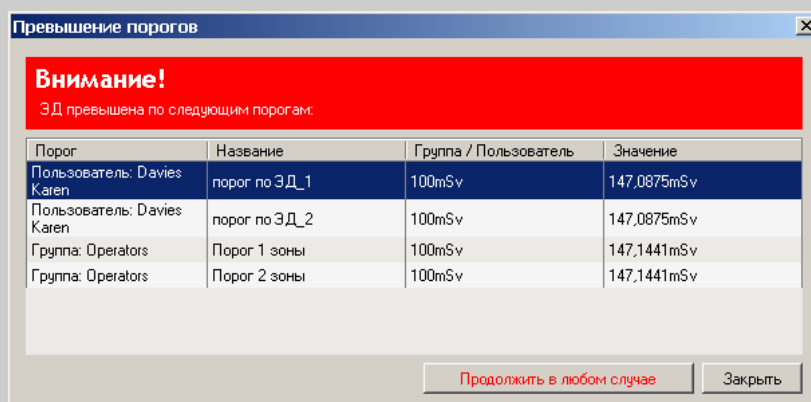 Превышение порогов
Внимание!
ЭД превышена по следующим порогам:
Порог Название Группа / Пользователь Значение
Пользователь: Davies
Karen порог по ЭД_1 100mSv 147,0875mSv
Пользователь: Davies
Karen порог по ЭД_2 100mSv 147,0875mSv
Группа: Operators Порог 1 зоны 100mSv 147,1441mSv
Группа: Operators Порог 2 зоны 100mSv 147,1441mSv
Продолжить в любом случае Закрыть